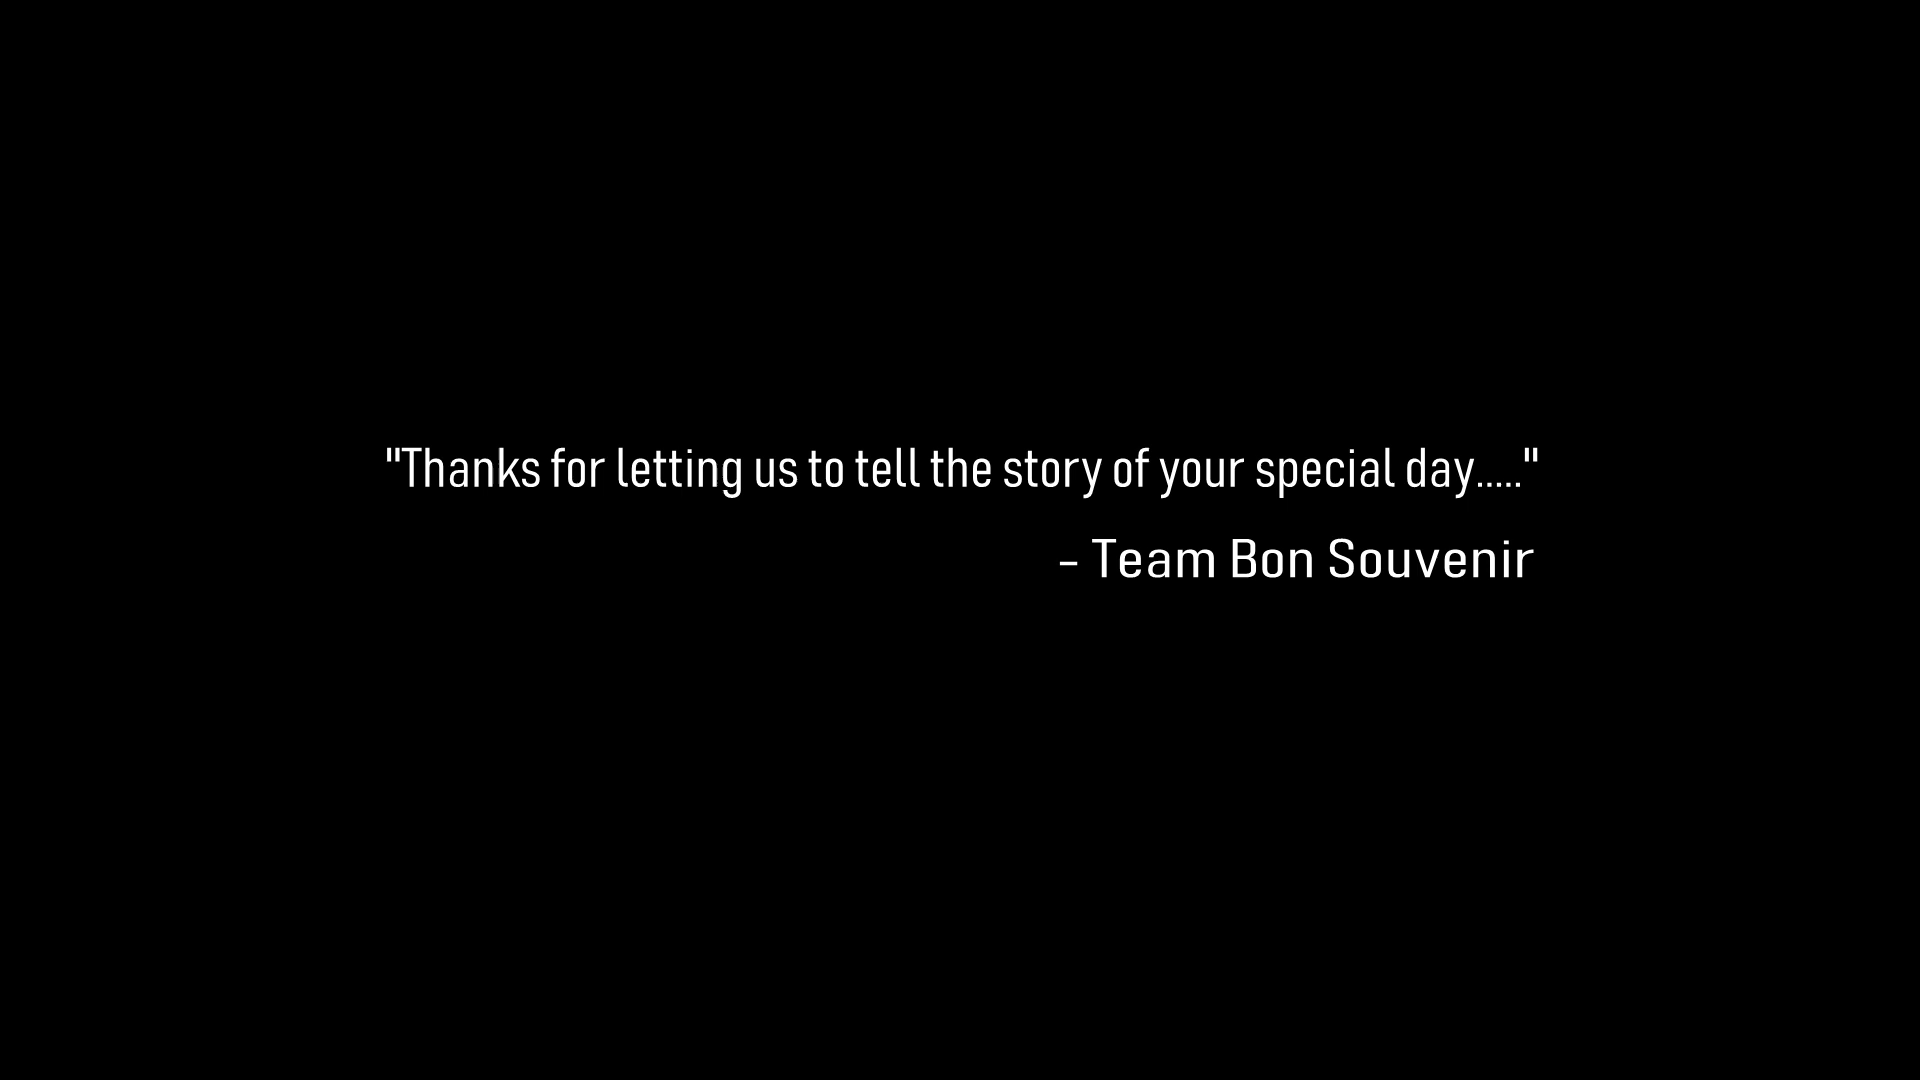 "Thanks for letting us to tell the story of your special day....."
- Team Bon Souvenir